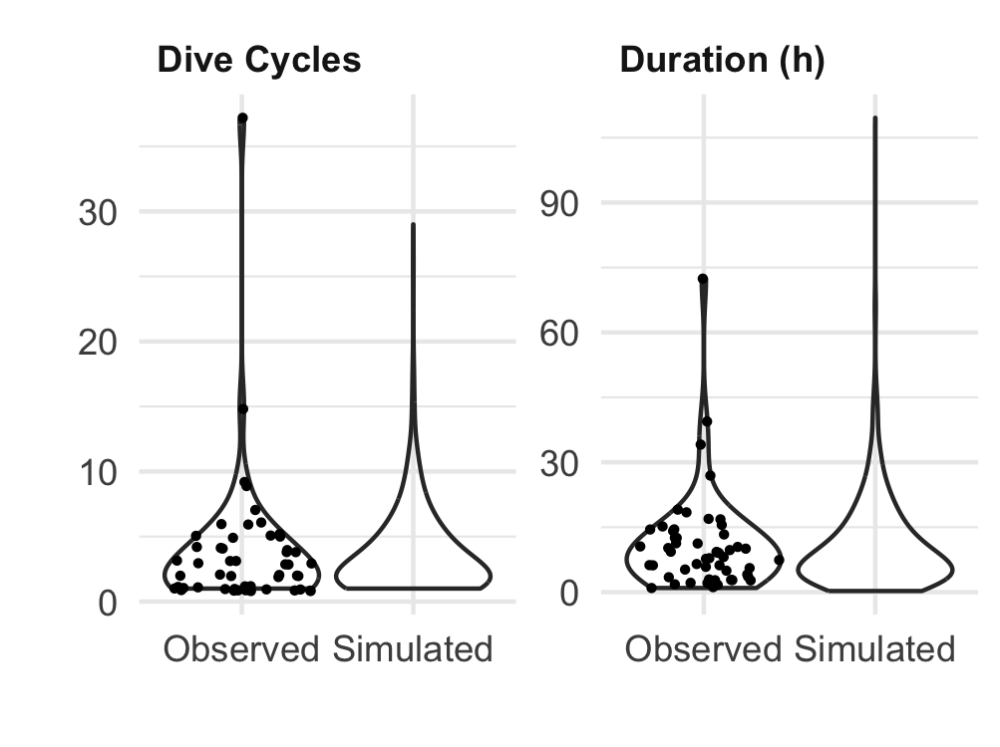 Dive Cycles
30
20
10
0
Observed Simulated
Duration (h)
90
60
30
0
Observed Simulated